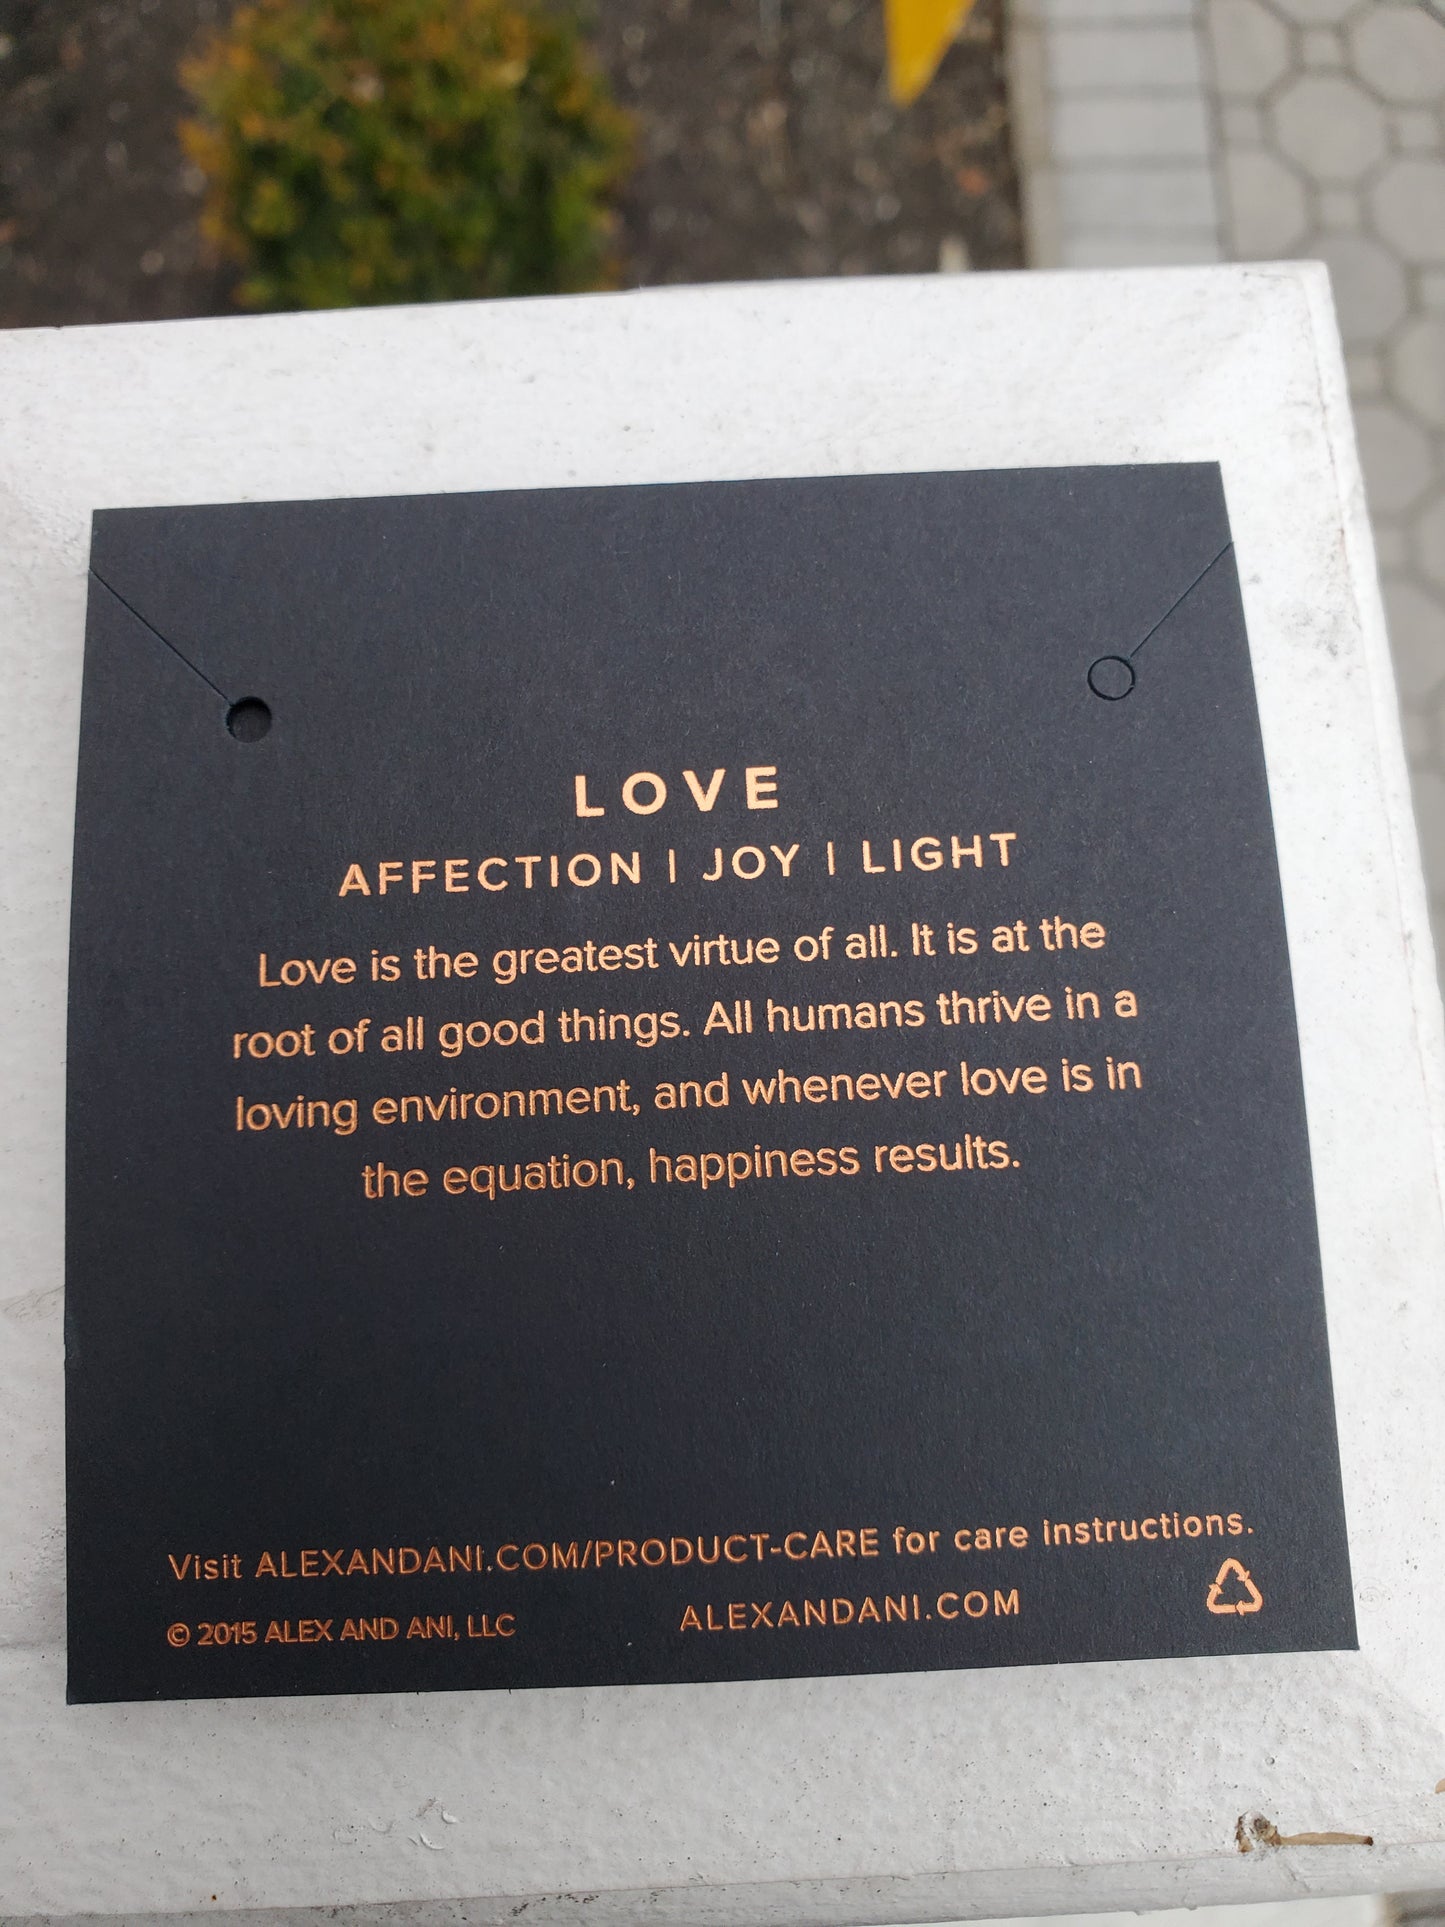 LOVE
AFFECTION | JOY | LIGHT
Love is the greatest virtue of all. It is at the
root of all good things. All humans thrive in a
loving environment, and whenever love is in
the equation, happiness results.
Visit ALEXANDANI.COM/PRODUCT-CARE for care instructions.
© 2015 ALEX AND ANI, LLC ALEXANDANI.COM